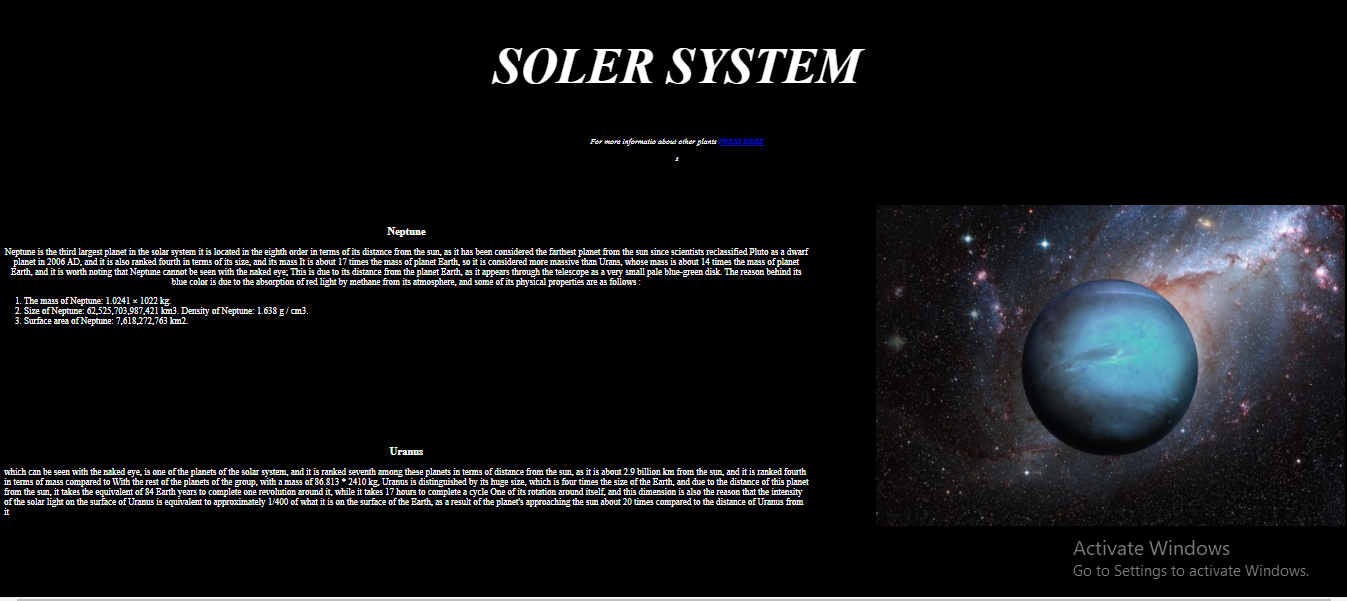 SOLER SYSTEM
For more informatio about other plants PRESS HERE
s
Neptune
Neptune is the third largest planet in the solar system it is located in the eighth order in terms of its distance from the sun, as it has been considered the farthest planet from the sun since scientists reclassified Pluto as a dwarf
planet in 2006 AD, and it is also ranked fourth in terms of its size, and its mass It is about 17 times the mass of planet Earth, so it is considered more massive than Urans, whose mass is about 14 times the mass of planet
Earth, and it is worth noting that Neptune cannot be seen with the naked eye; This is due to its distance from the planet Earth, as it appears through the telescope as a very small pale blue-green disk. The reason behind its
blue color is due to the absorption of red light by methane from its atmosphere, and some of its physical properties are as follows :
1. The mass of Neptune: 1.0241 × 1022 kg.
2. Size of Neptune: 62,525,703,987,421 km3. Density of Neptune: 1.638 g / cm3.
3. Surface area of Neptune: 7,618,272,763 km2.
Uranus
which can be seen with the naked eye, is one of the planets of the solar system, and it is ranked seventh among these planets in terms of distance from the sun, as it is about 2.9 billion km from the sun, and it is ranked fourth
in terms of mass compared to With the rest of the planets of the group, with a mass of 86.813 * 2410 kg, Uranus is distinguished by its huge size, which is four times the size of the Earth, and due to the distance of this planet
from the sun, it takes the equivalent of 84 Earth years to complete one revolution around it, while it takes 17 hours to complete a cycle One of its rotation around itself, and this dimension is also the reason that the intensity
of the solar light on the surface of Uranus is equivalent to approximately 1/400 of what it is on the surface of the Earth, as a result of the planet's approaching the sun about 20 times compared to the distance of Uranus from
it
Activate Windows
Go to Settings to activate Windows.